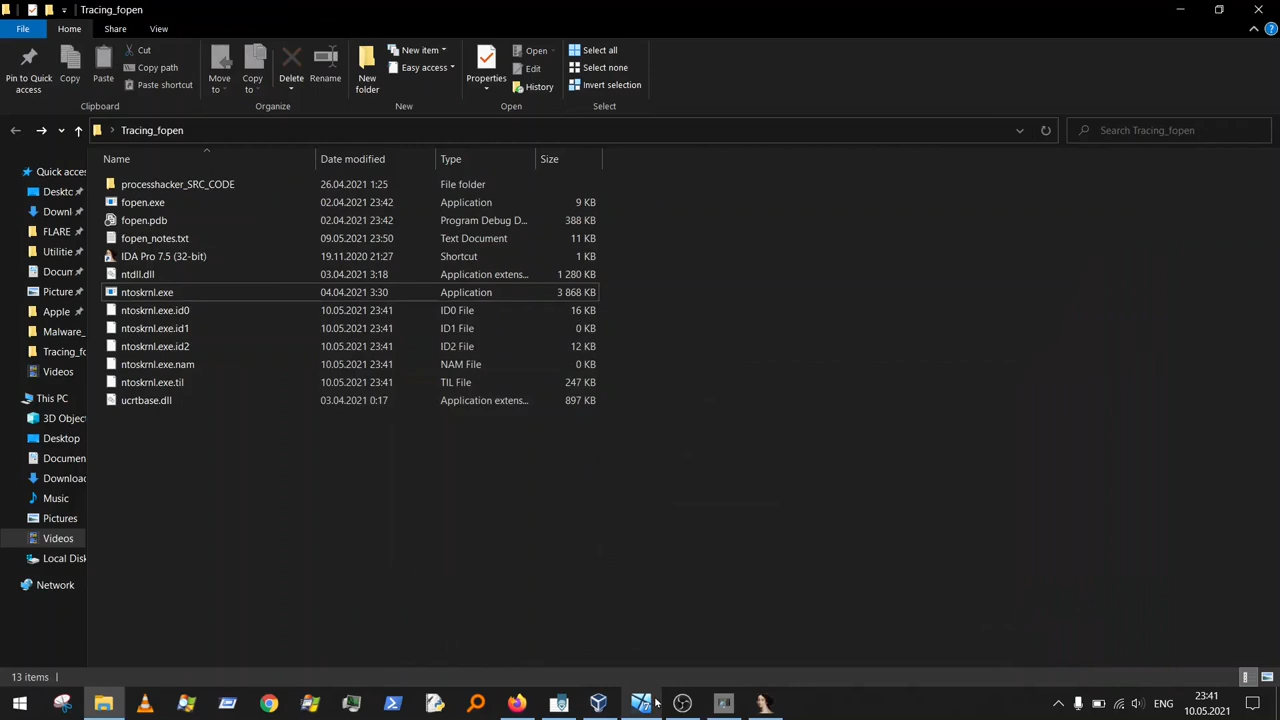 Tracing_fopen
File Home Share View
Pin to Quick access
Copy
Paste
Cut
Copy path
Paste shortcut
Clipboard
Move to
Copy to
Delete
Rename
Organize
New folder
New item
Easy access
New
Properties
Open
Edit
History
Open
Select all
Select none
Invert selection
Select
Tracing_fopen
Search Tracing_fopen
Quick acces
Deskto
Downl
FLARE
Utilitie
Docum
Picture
Apple
Malware_
Tracing_fo
Videos
This PC
3D Object
Desktop
Documen
Download
Music
Pictures
Videos
Local Disk
Network
Name Date modified Type Size
processhacker_SRC_CODE 26.04.2021 1:25 File folder
fopen.exe 02.04.2021 23:42 Application 9 KB
fopen.pdb 02.04.2021 23:42 Program Debug D... 388 KB
fopen_notes.txt 09.05.2021 23:50 Text Document 11 KB
IDA Pro 7.5 (32-bit) 19.11.2020 21:27 Shortcut 1 KB
ntdll.dll 03.04.2021 3:18 Application extens... 1 280 KB
ntoskrnl.exe 04.04.2021 3:30 Application 3 868 KB
ntoskrnl.exe.id0 10.05.2021 23:41 ID0 File 16 KB
ntoskrnl.exe.id1 10.05.2021 23:41 ID1 File 0 KB
ntoskrnl.exe.id2 10.05.2021 23:41 ID2 File 12 KB
ntoskrnl.exe.nam 10.05.2021 23:41 NAM File 0 KB
ntoskrnl.exe.til 10.05.2021 23:41 TIL File 247 KB
ucrtbase.dll 03.04.2021 0:17 Application extens... 897 KB
13 items
ENG
23:41
10.05.2021